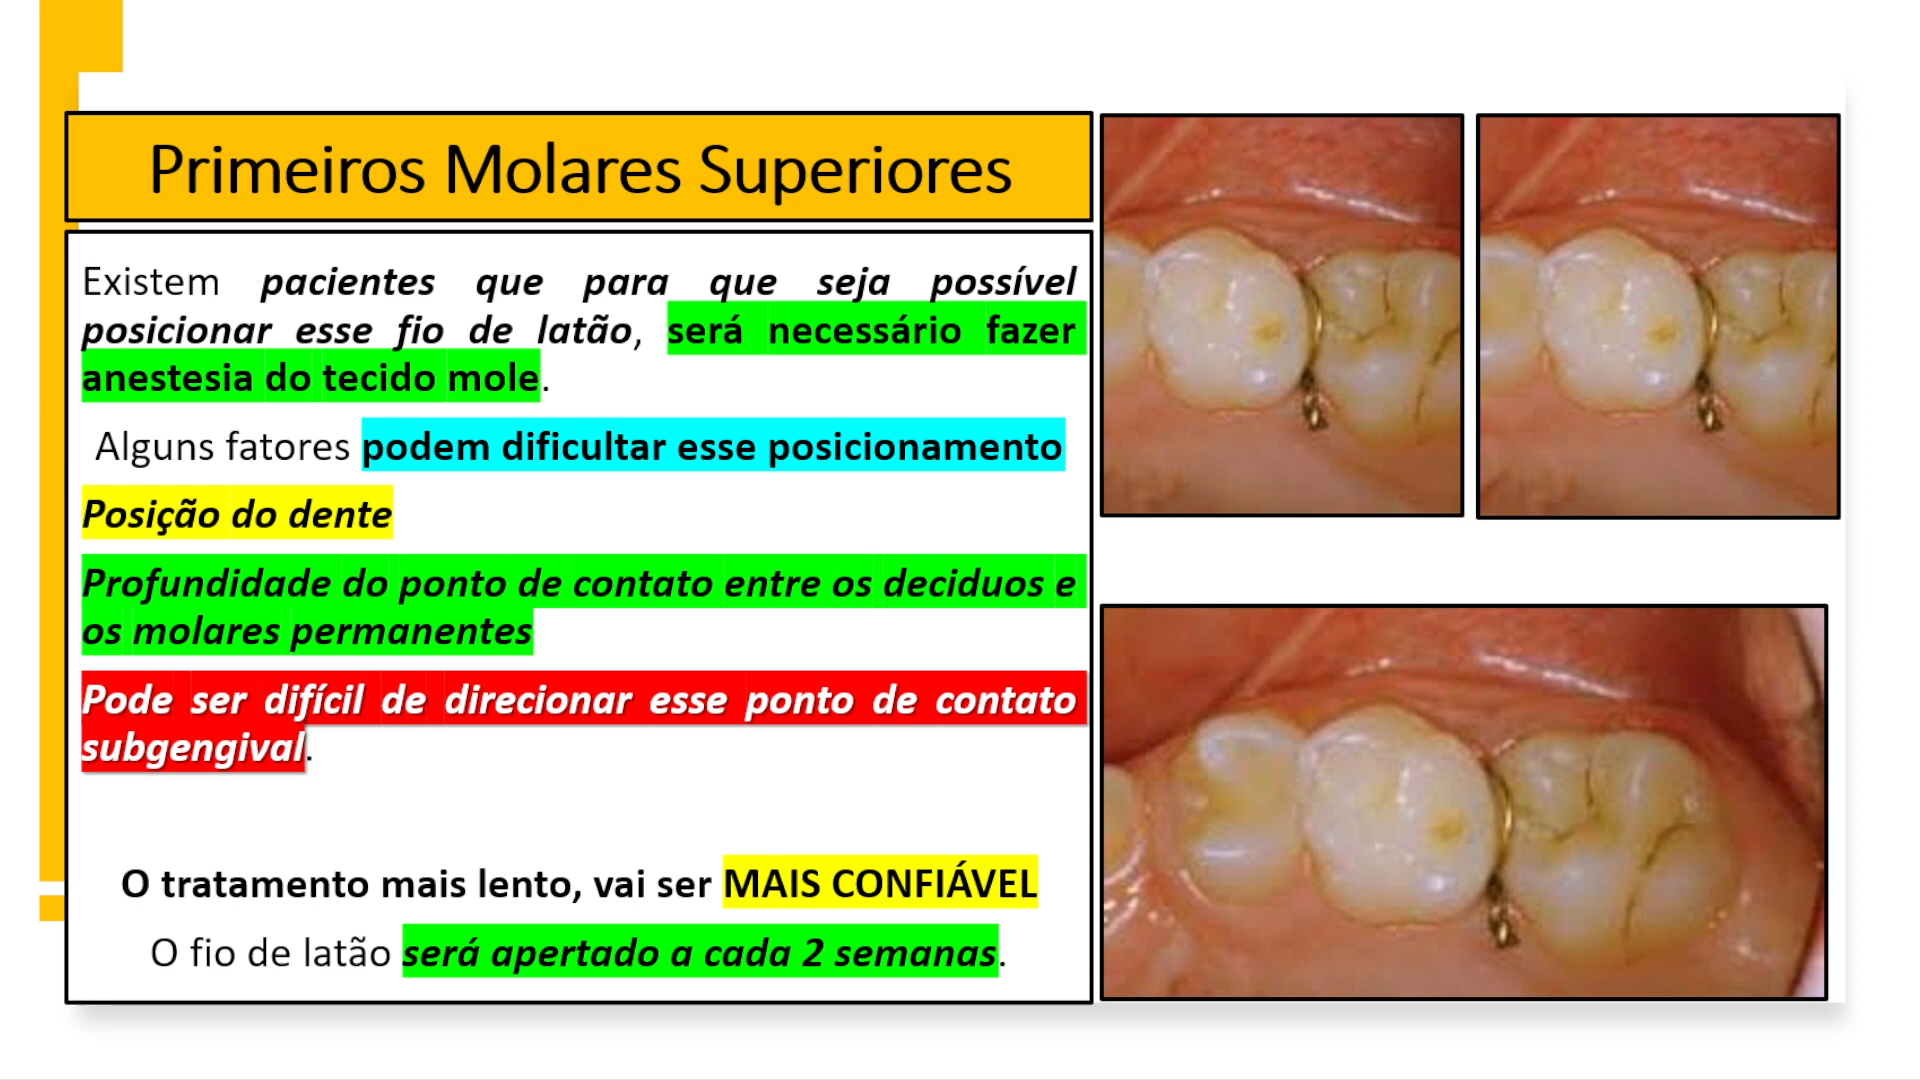 Primeiros Molares Superiores
Existem pacientes que para que seja possível
posicionar esse fio de latão, será necessário fazer
anestesia do tecido mole.
Alguns fatores podem dificultar esse posicionamento
Posição do dente
Profundidade do ponto de contato entre os deciduos e
os molares permanentes
Pode ser difícil de direcionar esse ponto de contato
subgengival.
O tratamento mais lento, vai ser MAIS CONFIÁVEL
O fio de latão será apertado a cada 2 semanas.